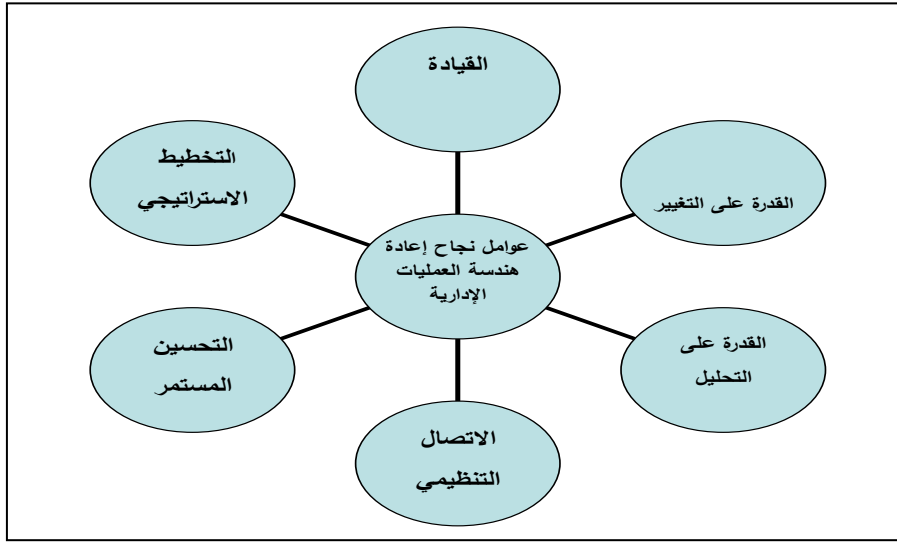 القيادة
القدرة على التغيير
القدرة على
التحليل
الاتصال
التنظيمي
التحسين
المستمر
التخطيط
الاستراتيجي
عوامل نجاح إعادة
هندسة العمليات
الإدارية